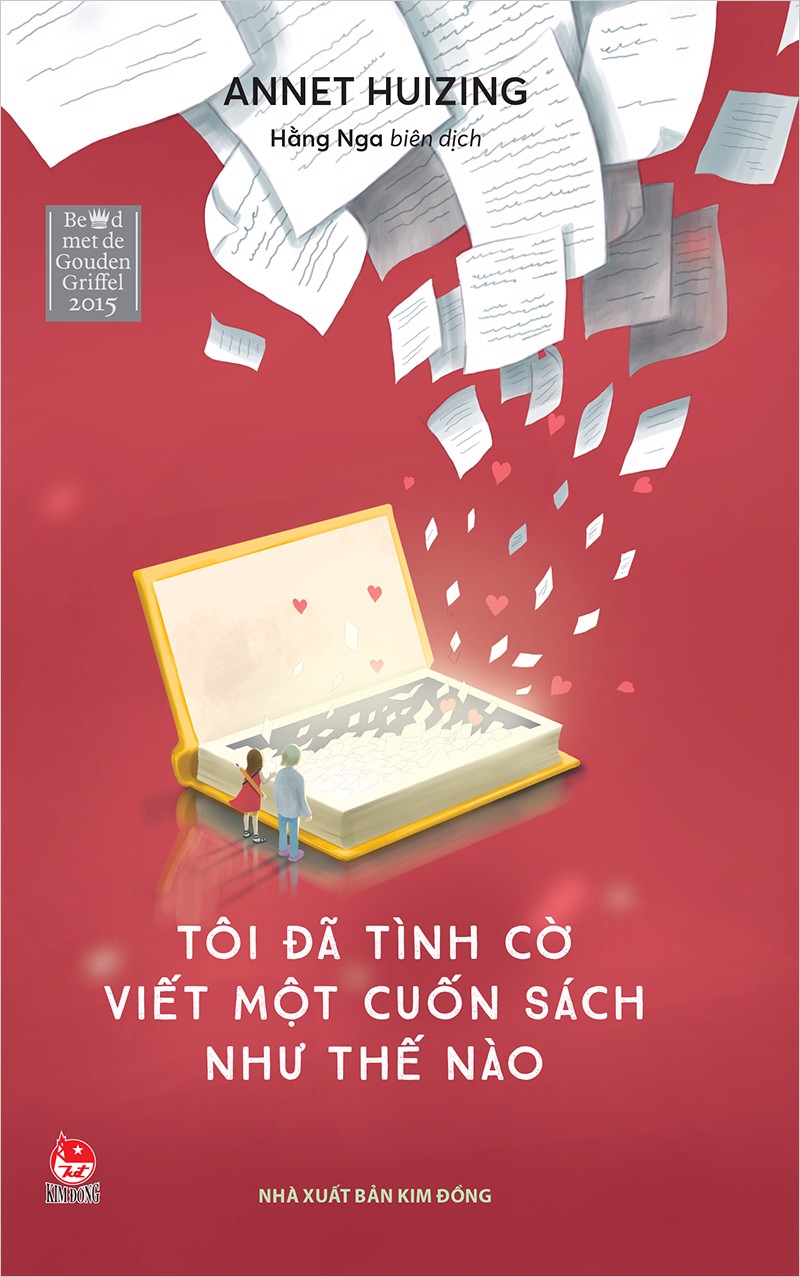 ANNET HUIZING
Hằng Nga biên dịch
Be d
met de
Gouden
Griffel
2015
TÔI ĐÃ TÌNH CỜ
VIẾT MỘT CUỐN SÁCH
NHƯ THẾ NÀO
KIM ĐỒNG
NHÀ XUẤT BẢN KIM ĐỒNG